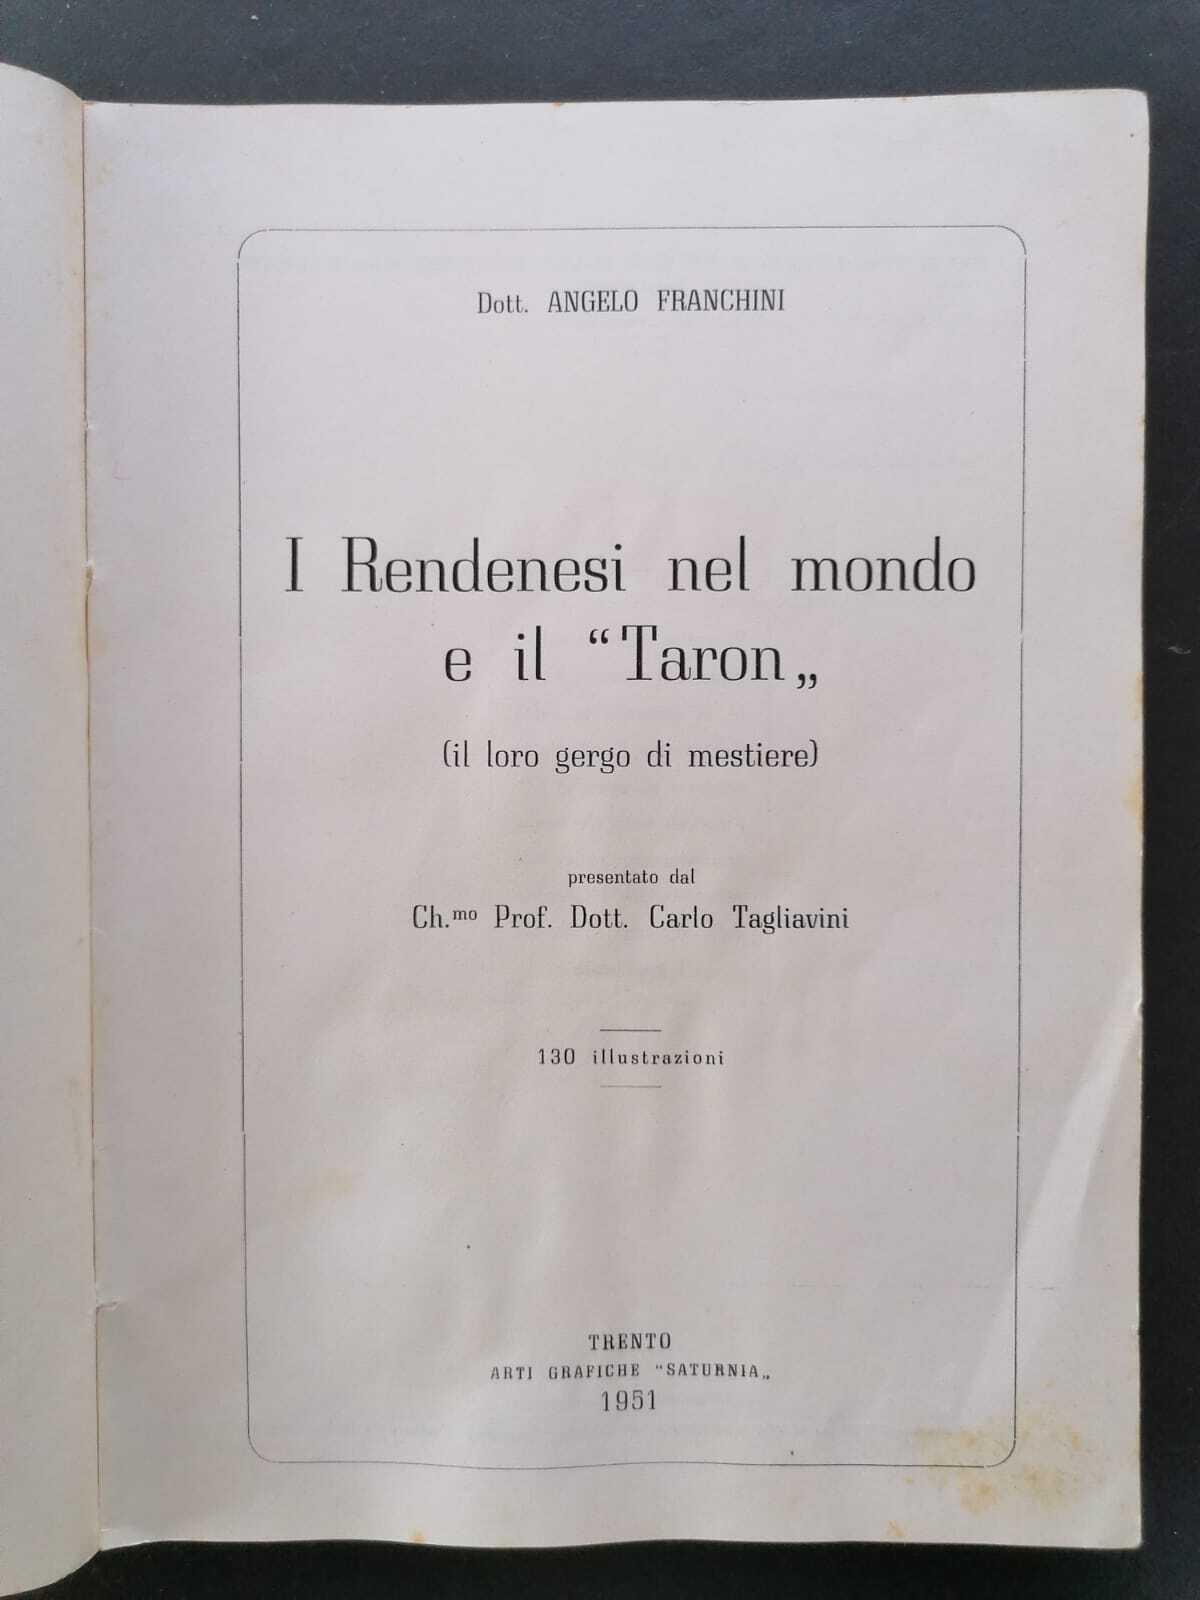 Dott. ANGELO FRANCHINI
I Rendenesi nel mondo
e il “Taron„
(il loro gergo di mestiere)
presentato dal
Ch.mo Prof. Dott. Carlo Tagliavini
130 illustrazioni
TRENTO
ARTI GRAFICHE “SATURNIA„
1951